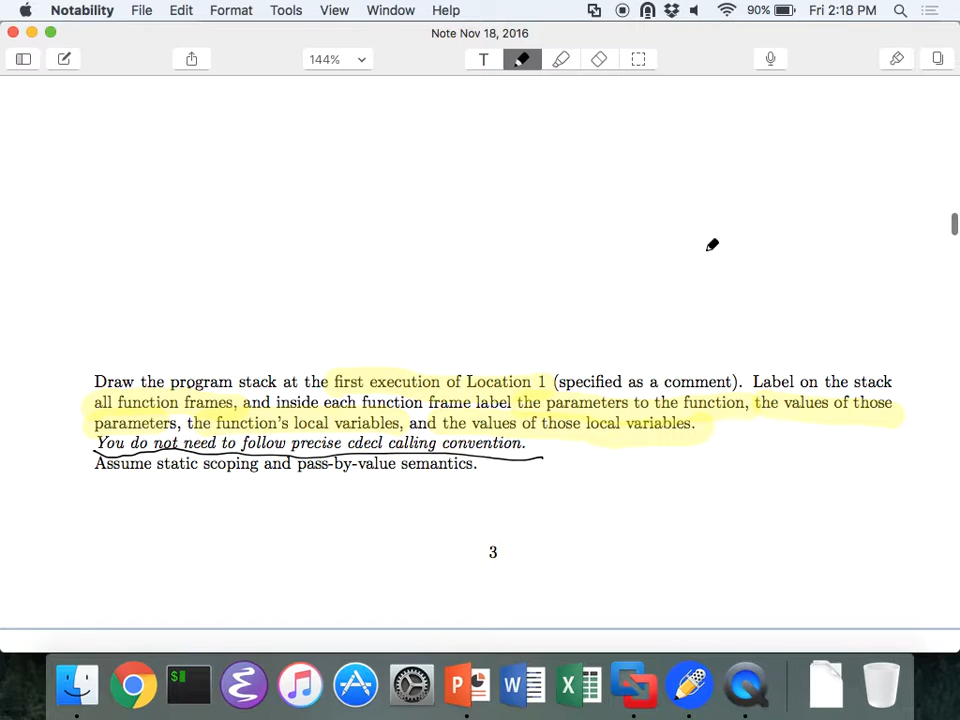 Notability File Edit Format Tools View Window Help 90% Fri 2:18 PM
Note Nov 18, 2016
144% T
Draw the program stack at the first execution of Location 1 (specified as a comment). Label on the stack
all function frames, and inside each function frame label the parameters to the function, the values of those
parameters, the function's local variables, and the values of those local variables.
You do not need to follow precise cdecl calling convention.
Assume static scoping and pass-by-value semantics.
3
$
P W X